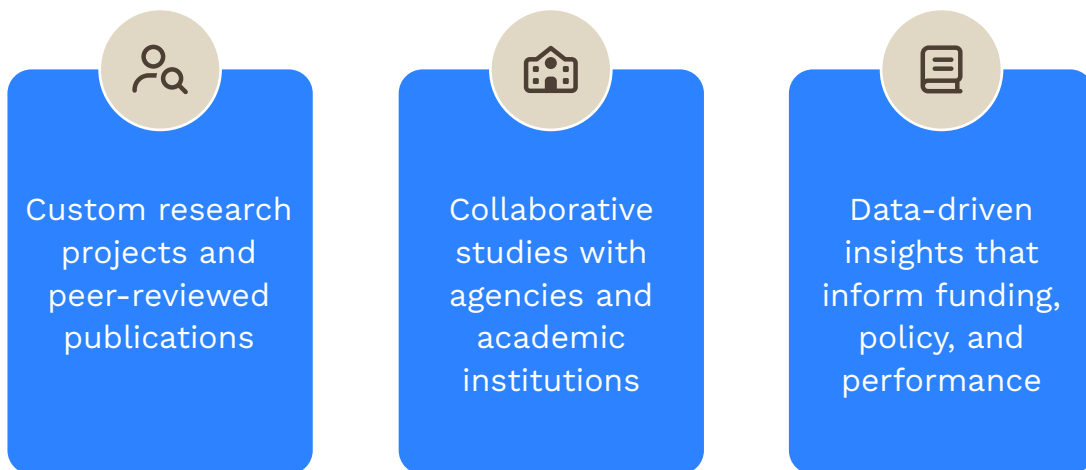 Custom research
projects and
peer-reviewed
publications
Collaborative
studies with
agencies and
academic
institutions
Data-driven
insights that
inform funding,
policy, and
performance